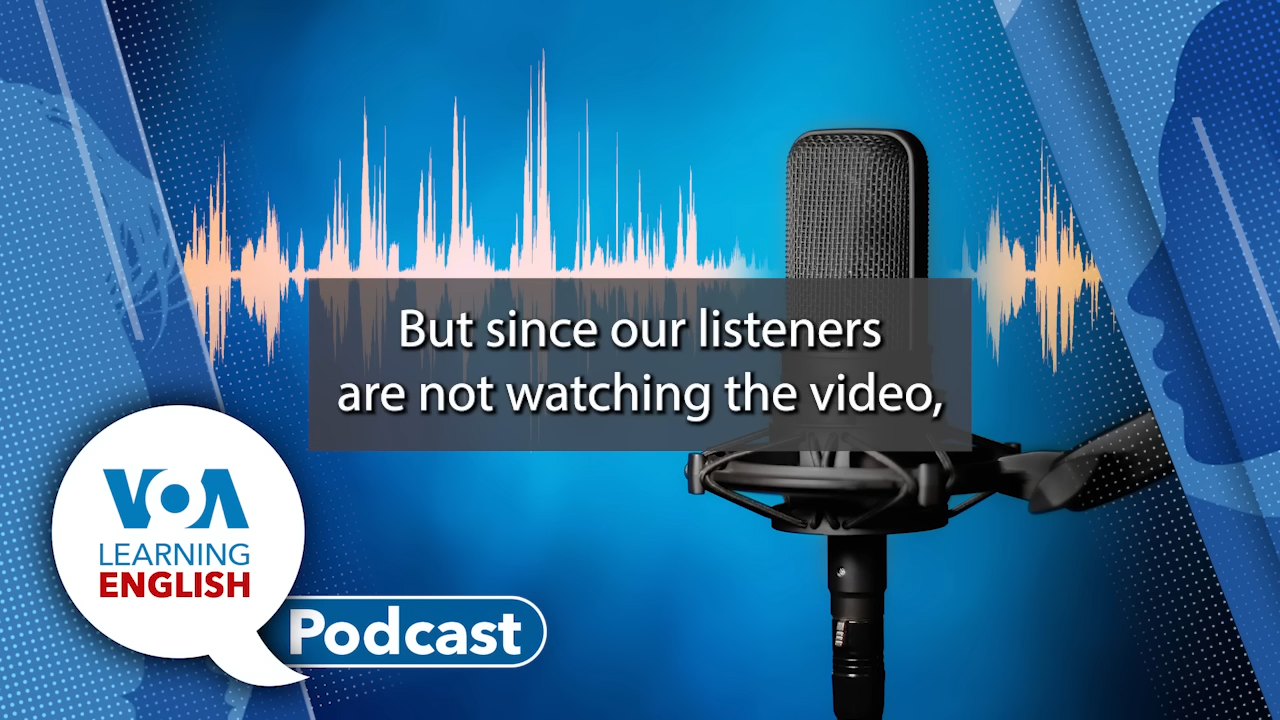 But since our listeners
are not watching the video,
VOA
LEARNING
ENGLISH
Podcast